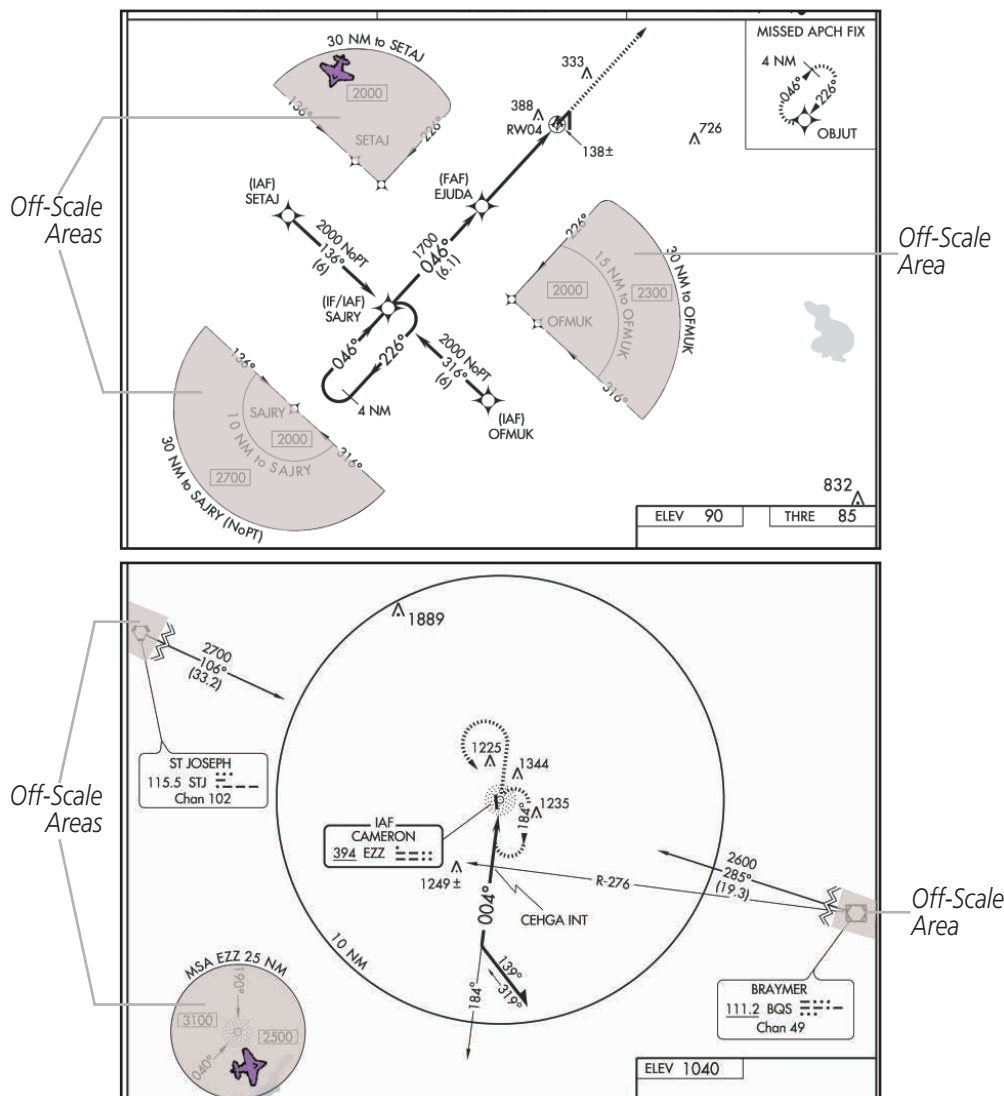 30 NM to SETAJ
2000
136°
SETAJ
226°
MISSED APCH FIX
4 NM
046°
226°
OBJUT
333
388
RW04
138±
726
Off-Scale
Areas
(IAF)
SETAJ
2000 NoPT
136°
(6)
(FAF)
EJUDA
1700
046°
(6.1)
(IF/IAF)
SAJRY
046°
226°
4 NM
2000 NoPT
316°
(6)
(IAF)
OFMUK
226°
15 NM to OFMUK
30 NM to OFMUK
2000
2300
OFMUK
316°
Off-Scale
Area
136°
SAJRY
2000
10 NM to SAJRY
316°
2700
30 NM to SAJRY (NoPT)
832
ELEV 90
THRE 85
1889
2700
106°
(33.2)
ST JOSEPH
115.5 STJ
Chan 102
Off-Scale
Areas
1225
1344
1235
184°
IAF
CAMERON
394 EZZ
1249 ±
R-276
2600
285°
(19.3)
004°
CEHGA INT
Off-Scale
Area
10 NM
139°
319°
184°
MSA EZZ 25 NM
190°
3100
2500
040°
BRAYMER
111.2 BQS
Chan 49
ELEV 1040